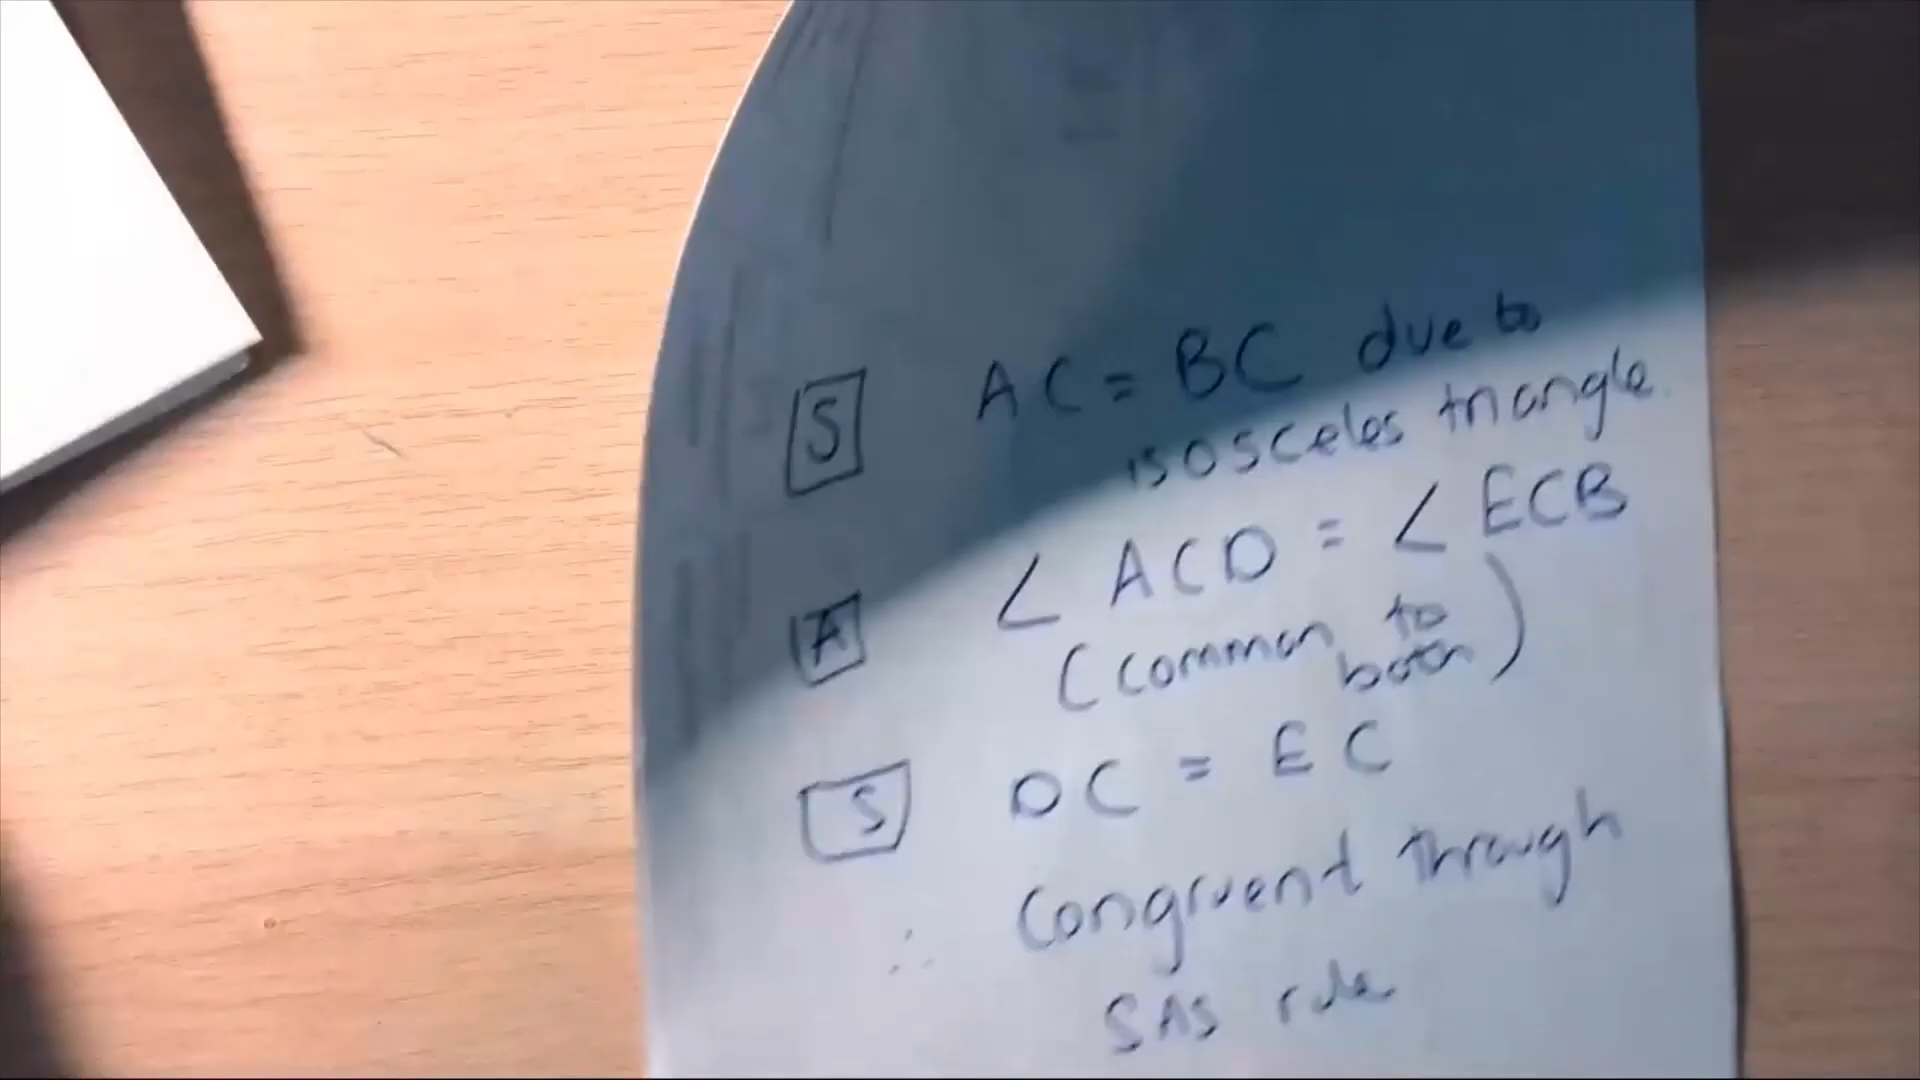 S AC = BC due to
isosceles triangle.
A ∠ ACD = ∠ ECB
(common to
both)
S DC = EC
∴ Congruent through
SAS rule